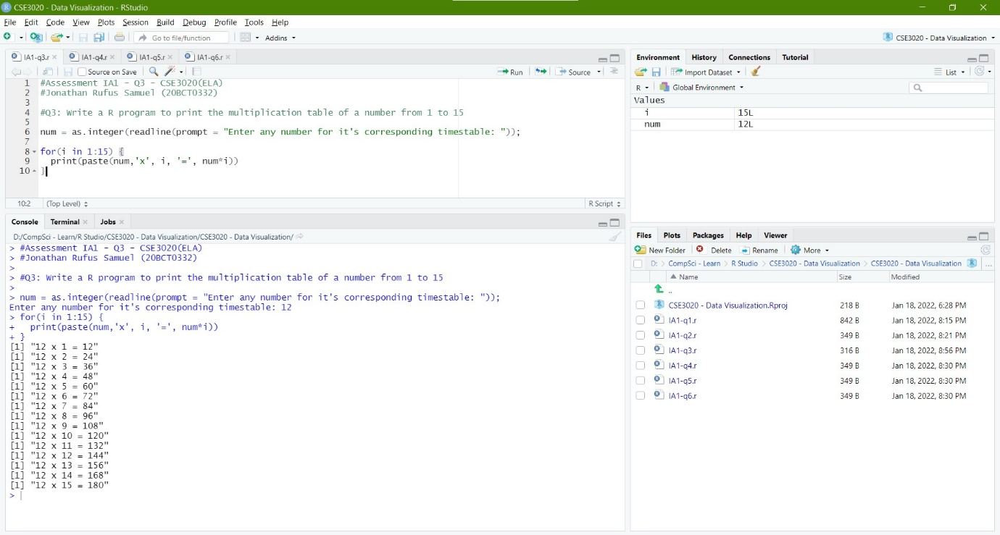 CSE3020 - Data Visualization - RStudio
File Edit Code View Plots Session Build Debug Profile Tools Help
Go to file/function
Addins
CSE3020 - Data Visualization
IA1-q3.r IA1-q4.r IA1-q5.r IA1-q6.r
Source on Save
Run
Source
1 #Assessment IA1 - Q3 - CSE3020(ELA)
2 #Jonathan Rufus Samuel (20BCT0332)
3
4 #Q3: Write a R program to print the multiplication table of a number from 1 to 15
5
6 num = as.integer(readline(prompt = "Enter any number for it's corresponding timestable: "));
7
8 for(i in 1:15) {
9 print(paste(num,'x', i, '=', num*i))
10 }
10:2 (Top Level) R Script
Console Terminal Jobs
D:/CompSci - Learn/R Studio/CSE3020 - Data Visualization/CSE3020 - Data Visualization/
> #Assessment IA1 - Q3 - CSE3020(ELA)
> #Jonathan Rufus Samuel (20BCT0332)
>
> #Q3: Write a R program to print the multiplication table of a number from 1 to 15
>
> num = as.integer(readline(prompt = "Enter any number for it's corresponding timestable: "));
Enter any number for it's corresponding timestable: 12
> for(i in 1:15) {
+ print(paste(num,'x', i, '=', num*i))
+ }
[1] "12 x 1 = 12"
[1] "12 x 2 = 24"
[1] "12 x 3 = 36"
[1] "12 x 4 = 48"
[1] "12 x 5 = 60"
[1] "12 x 6 = 72"
[1] "12 x 7 = 84"
[1] "12 x 8 = 96"
[1] "12 x 9 = 108"
[1] "12 x 10 = 120"
[1] "12 x 11 = 132"
[1] "12 x 12 = 144"
[1] "12 x 13 = 156"
[1] "12 x 14 = 168"
[1] "12 x 15 = 180"
>
Environment History Connections Tutorial
Import Dataset
List
R Global Environment
Values
i 15L
num 12L
Files Plots Packages Help Viewer
New Folder Delete Rename More
D: > CompSci - Learn > R Studio > CSE3020 - Data Visualization > CSE3020 - Data Visualization ...
Name Size Modified
..
CSE3020 - Data Visualization.Rproj 218 B Jan 18, 2022, 6:28 PM
IA1-q1.r 842 B Jan 18, 2022, 8:15 PM
IA1-q2.r 349 B Jan 18, 2022, 8:21 PM
IA1-q3.r 316 B Jan 18, 2022, 8:56 PM
IA1-q4.r 349 B Jan 18, 2022, 8:30 PM
IA1-q5.r 349 B Jan 18, 2022, 8:30 PM
IA1-q6.r 349 B Jan 18, 2022, 8:30 PM